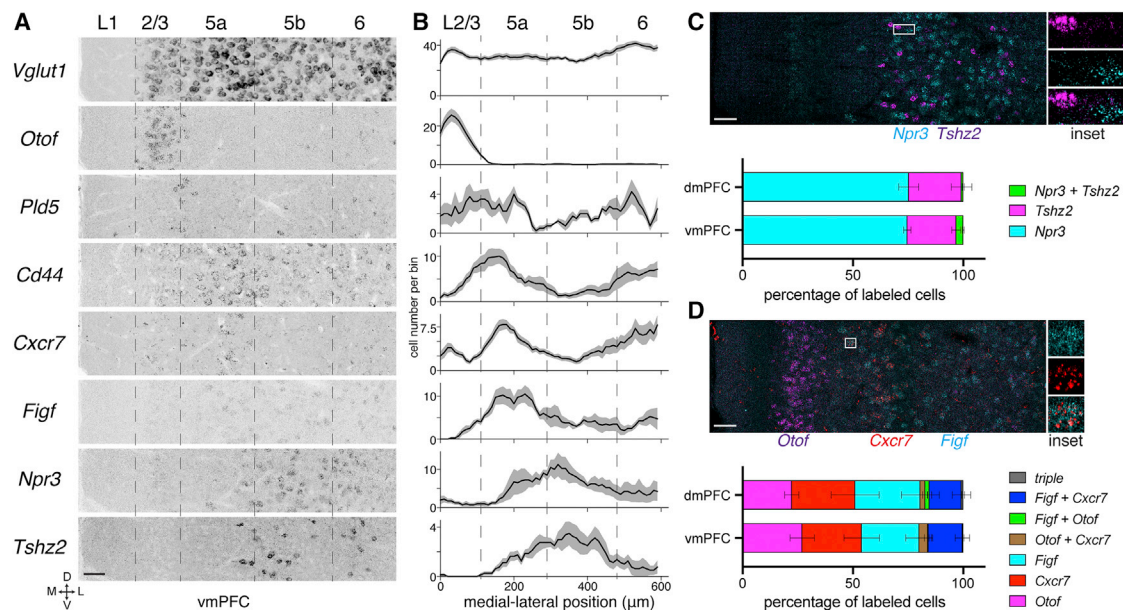 A
L1 2/3 5a 5b 6
Vglut1
Otof
Pld5
Cd44
Cxcr7
Figf
Npr3
Tshz2
D
M L
V
vmPFC
B
L2/3 5a 5b 6
40
20
0
20
0
4
2
0
10
5
0
7.5
0
10
5
0
10
5
0
4
2
0
cell number per bin
0 200 400 600
medial-lateral position (µm)
C
Npr3 Tshz2
inset
dmPFC
vmPFC
0 50 100
percentage of labeled cells
Npr3 + Tshz2
Tshz2
Npr3
D
Otof Cxcr7 Figf
inset
dmPFC
vmPFC
0 50 100
percentage of labeled cells
triple
Figf + Cxcr7
Figf + Otof
Otof + Cxcr7
Figf
Cxcr7
Otof